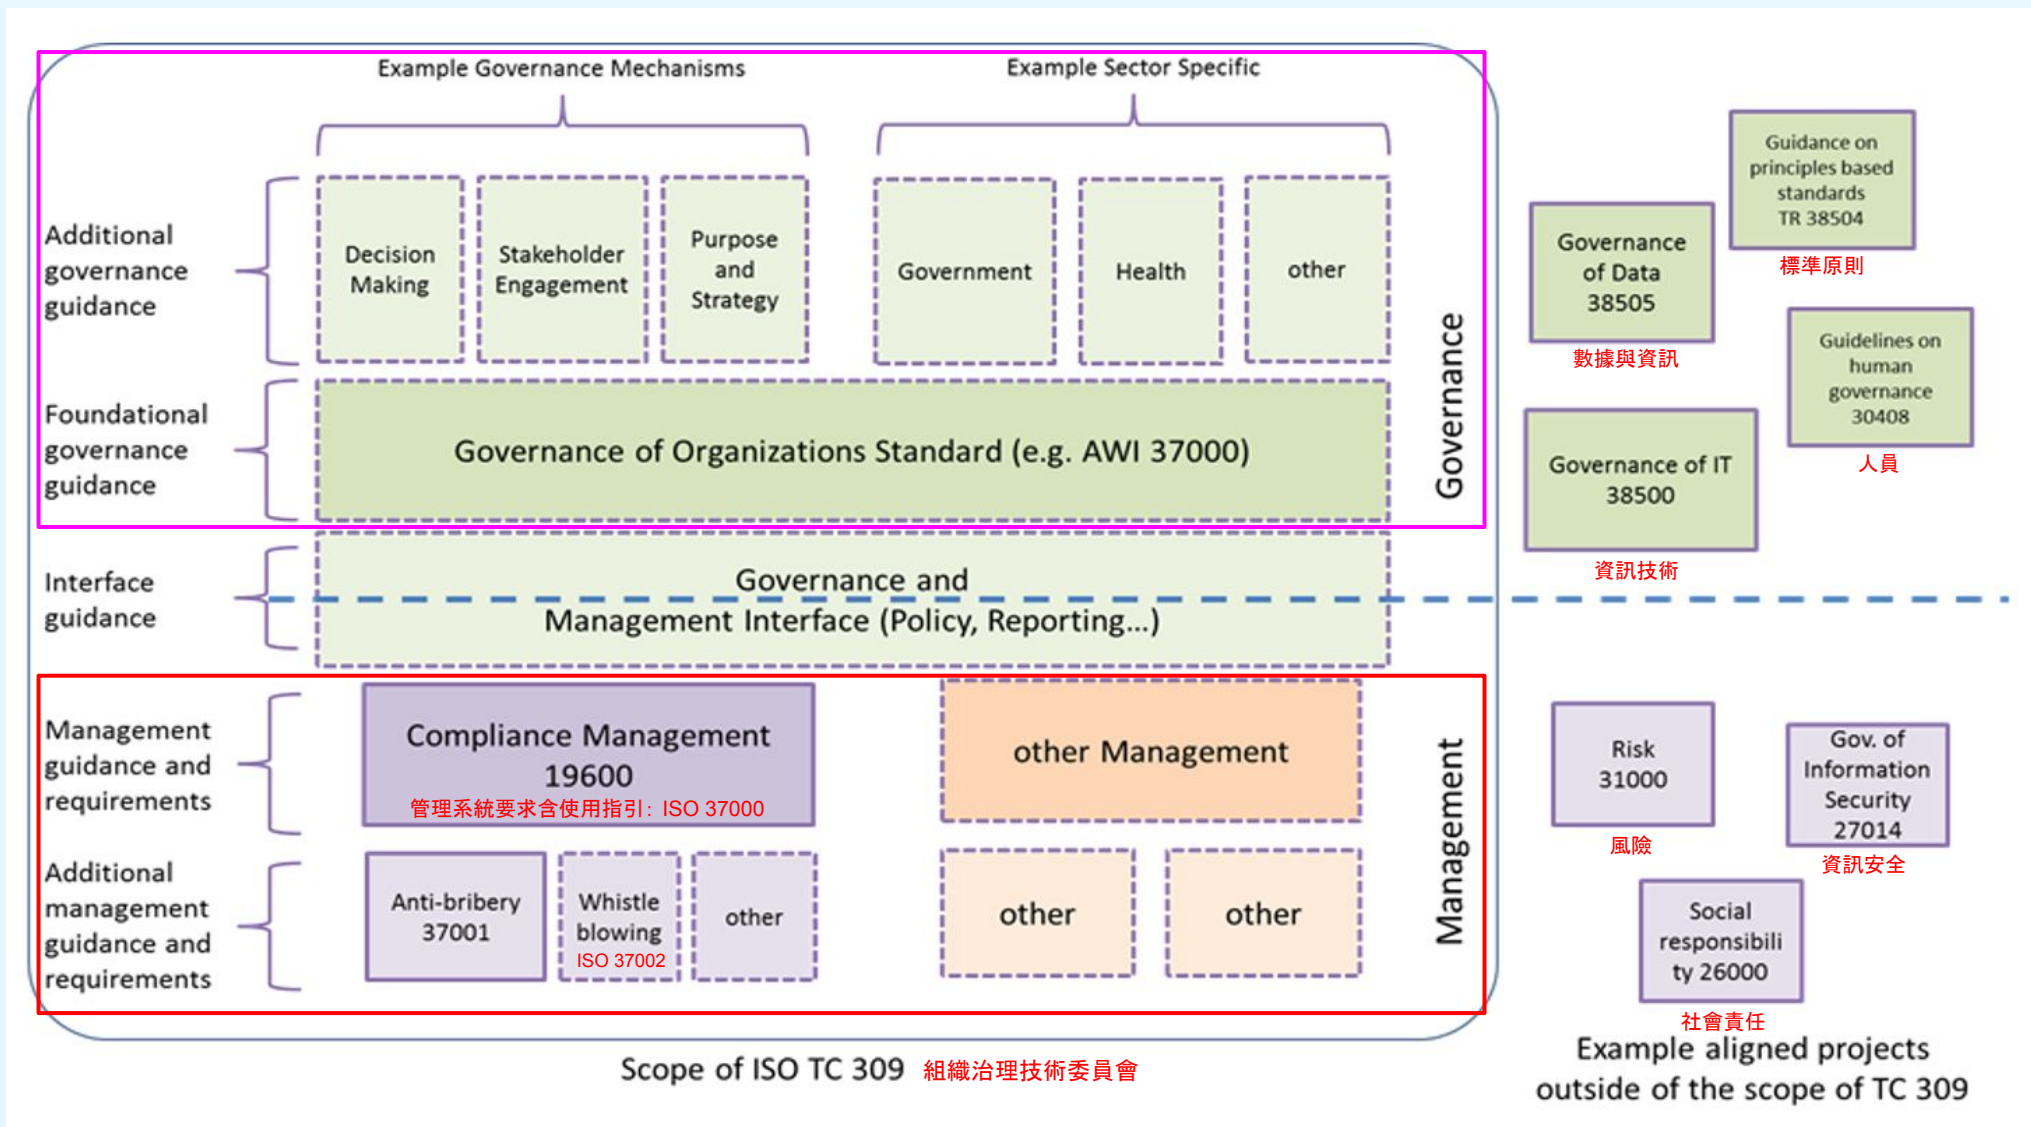 Example Governance Mechanisms
Example Sector Specific
Additional
governance
guidance
Decision
Making
Stakeholder
Engagement
Purpose
and
Strategy
Government
Health
other
Foundational
governance
guidance
Governance of Organizations Standard (e.g. AWI 37000)
Governance
Interface
guidance
Governance and
Management Interface (Policy, Reporting...)
Management
guidance and
requirements
Compliance Management
19600
管理系統要求含使用指引: ISO 37000
other Management
Additional
management
guidance and
requirements
Anti-bribery
37001
Whistle
blowing
ISO 37002
other
other
other
Management
Scope of ISO TC 309 組織治理技術委員會
Guidance on
principles based
standards
TR 38504
標準原則
Governance
of Data
38505
數據與資訊
Guidelines on
human
governance
30408
人員
Governance of IT
38500
資訊技術
Risk
31000
風險
Gov. of
Information
Security
27014
資訊安全
Social
responsibili
ty 26000
社會責任
Example aligned projects
outside of the scope of TC 309